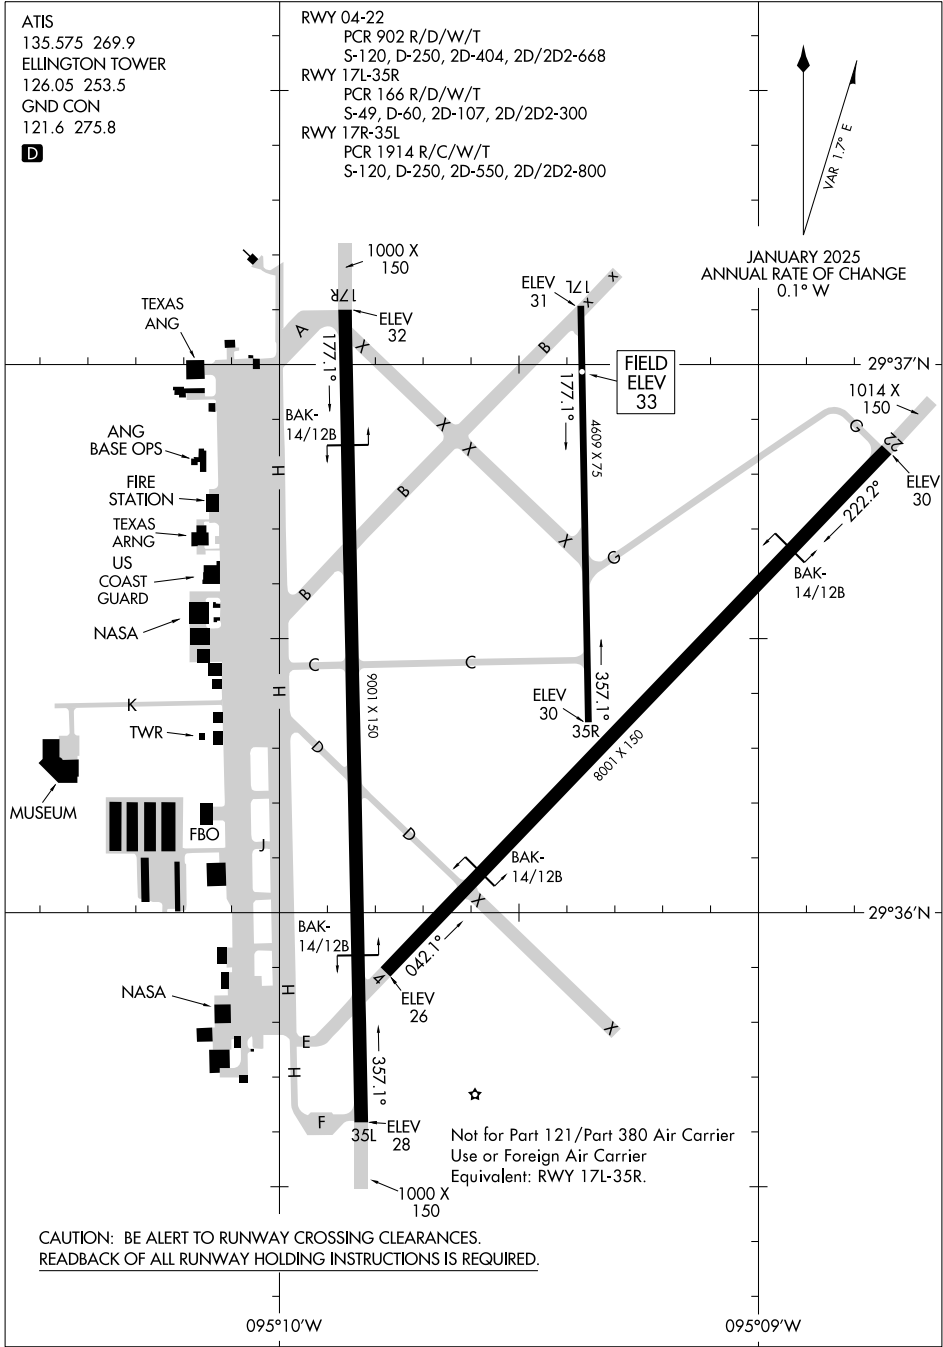 ATIS
135.575 269.9
ELLINGTON TOWER
126.05 253.5
GND CON
121.6 275.8
D
RWY 04-22
PCR 902 R/D/W/T
S-120, D-250, 2D-404, 2D/2D2-668
RWY 17L-35R
PCR 166 R/D/W/T
S-49, D-60, 2D-107, 2D/2D2-300
RWY 17R-35L
PCR 1914 R/C/W/T
S-120, D-250, 2D-550, 2D/2D2-800
VAR 1.7° E
JANUARY 2025
ANNUAL RATE OF CHANGE
0.1° W
1000 X
150
17R
ELEV
32
A
X
177.1°
TEXAS
ANG
ELEV
31
17L
X
X
B
FIELD
ELEV
33
177.1°
4609 X 75
29°37'N
1014 X
150
G
22
ELEV
30
222.2°
BAK-
14/12B
BAK-
14/12B
H
X
X
B
ANG
BASE OPS
FIRE
STATION
TEXAS
ARNG
US
COAST
GUARD
NASA
X
G
B
C
C
H
K
TWR
MUSEUM
FBO
J
9001 X 150
D
D
ELEV
30
35R
357.1°
8001 X 150
BAK-
14/12B
X
29°36'N
BAK-
14/12B
042.1°
4
ELEV
26
NASA
H
E
H
X
357.1°
F
35L
ELEV
28
Not for Part 121/Part 380 Air Carrier
Use or Foreign Air Carrier
Equivalent: RWY 17L-35R.
1000 X
150
CAUTION: BE ALERT TO RUNWAY CROSSING CLEARANCES.
READBACK OF ALL RUNWAY HOLDING INSTRUCTIONS IS REQUIRED.
095°10'W
095°09'W